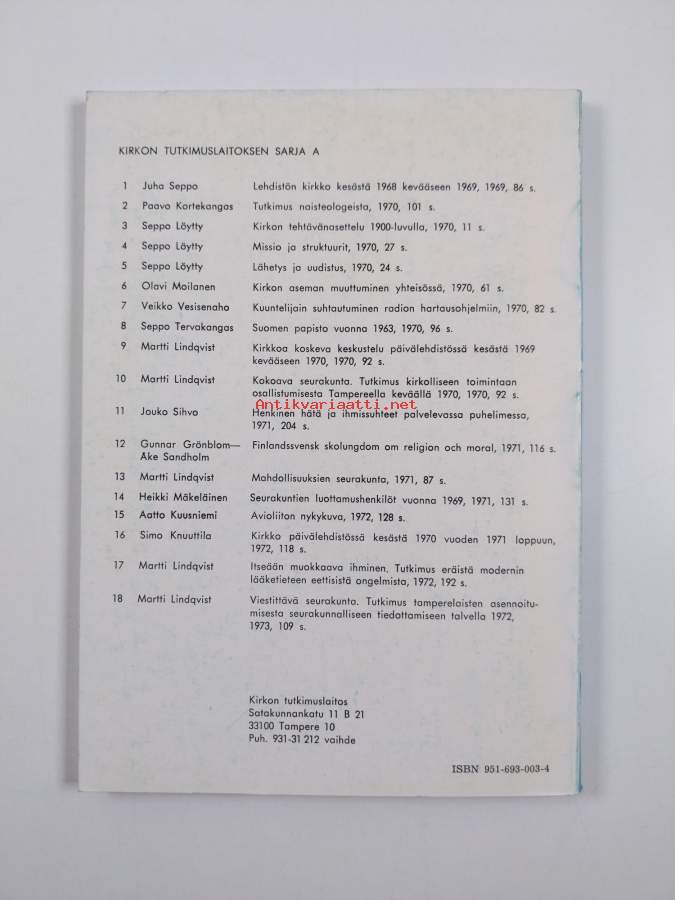 KIRKON TUTKIMUSLAITOKSEN SARJA A
1 Juha Seppo Lehdistön kirkko kesästä 1968 kevääseen 1969, 1969, 86 s.
2 Paavo Kortekangas Tutkimus naisteologeista, 1970, 101 s.
3 Seppo Löytty Kirkon tehtävänasettelu 1900-luvulla, 1970, 11 s.
4 Seppo Löytty Missio ja struktuurit, 1970, 27 s.
5 Seppo Löytty Lähetys ja uudistus, 1970, 24 s.
6 Olavi Moilanen Kirkon aseman muuttuminen yhteisössä, 1970, 61 s.
7 Veikko Vesisenaho Kuuntelijain suhtautuminen radion hartausohjelmiin, 1970, 82 s.
8 Seppo Tervakangas Suomen papisto vuonna 1963, 1970, 96 s.
9 Martti Lindqvist Kirkkoa koskeva keskustelu päivälehdistössä kesästä 1969
kevääseen 1970, 1970, 92 s.
10 Martti Lindqvist Kokoava seurakunta. Tutkimus kirkolliseen toimintaan
osallistumisesta Tampereella keväällä 1970, 1970, 92 s.
Antikvariaatti.net
11 Jouko Sihvo Henkinen hätä ja ihmissuhteet palvelevassa puhelimessa,
1971, 204 s.
12 Gunnar Grönblom— Finlandssvensk skolungdom om religion och moral, 1971, 116 s.
Åke Sandholm
13 Martti Lindqvist Mahdollisuuksien seurakunta, 1971, 87 s.
14 Heikki Mäkeläinen Seurakuntien luottamushenkilöt vuonna 1969, 1971, 131 s.
15 Aatto Kuusniemi Avioliiton nykykuva, 1972, 128 s.
16 Simo Knuuttila Kirkko päivälehdistössä kesästä 1970 vuoden 1971 loppuun,
1972, 118 s.
17 Martti Lindqvist Itseään muokkaava ihminen. Tutkimus eräistä modernin
lääketieteen eettisistä ongelmista, 1972, 192 s.
18 Martti Lindqvist Viestittävä seurakunta. Tutkimus tamperelaisten asennoitu-
misesta seurakunnalliseen tiedottamiseen talvella 1972,
1973, 109 s.
Kirkon tutkimuslaitos
Satakunnankatu 11 B 21
33100 Tampere 10
Puh. 931-31 212 vaihde
ISBN 951-693-003-4